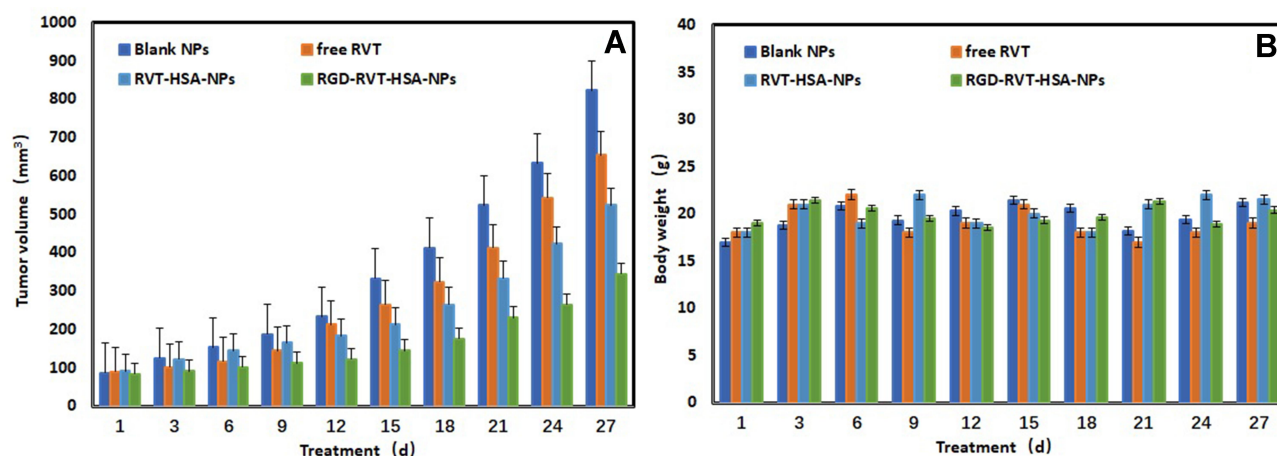 A
Blank NPs free RVT
RVT-HSA-NPs RGD-RVT-HSA-NPs
Tumor volume (mm³)
1000
900
800
700
600
500
400
300
200
100
0
1 3 6 9 12 15 18 21 24 27
Treatment (d)
B
Blank NPs free RVT
RVT-HSA-NPs RGD-RVT-HSA-NPs
Body weight (g)
40
35
30
25
20
15
10
5
0
1 3 6 9 12 15 18 21 24 27
Treatment (d)